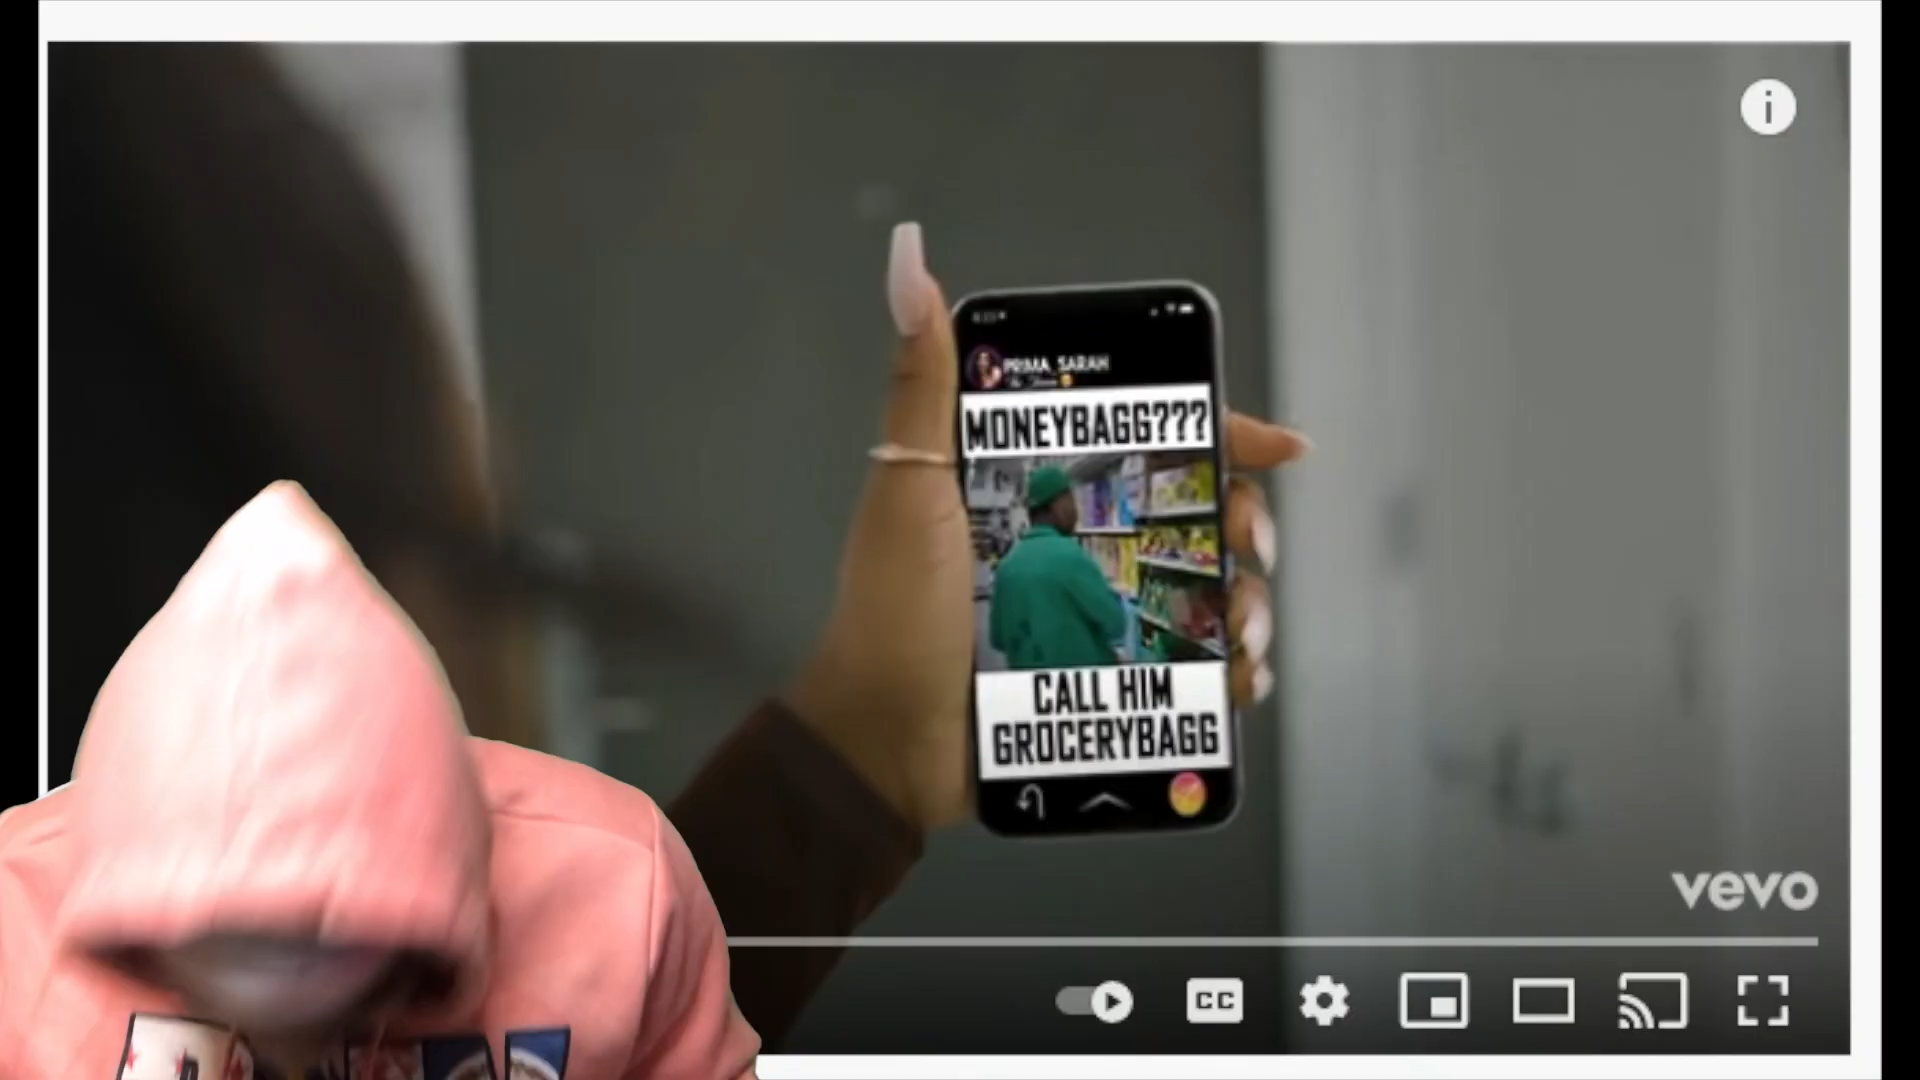 i
PRIMA_SARAH
MONEYBAGG???
CALL HIM
GROCERYBAGG
vevo
CC